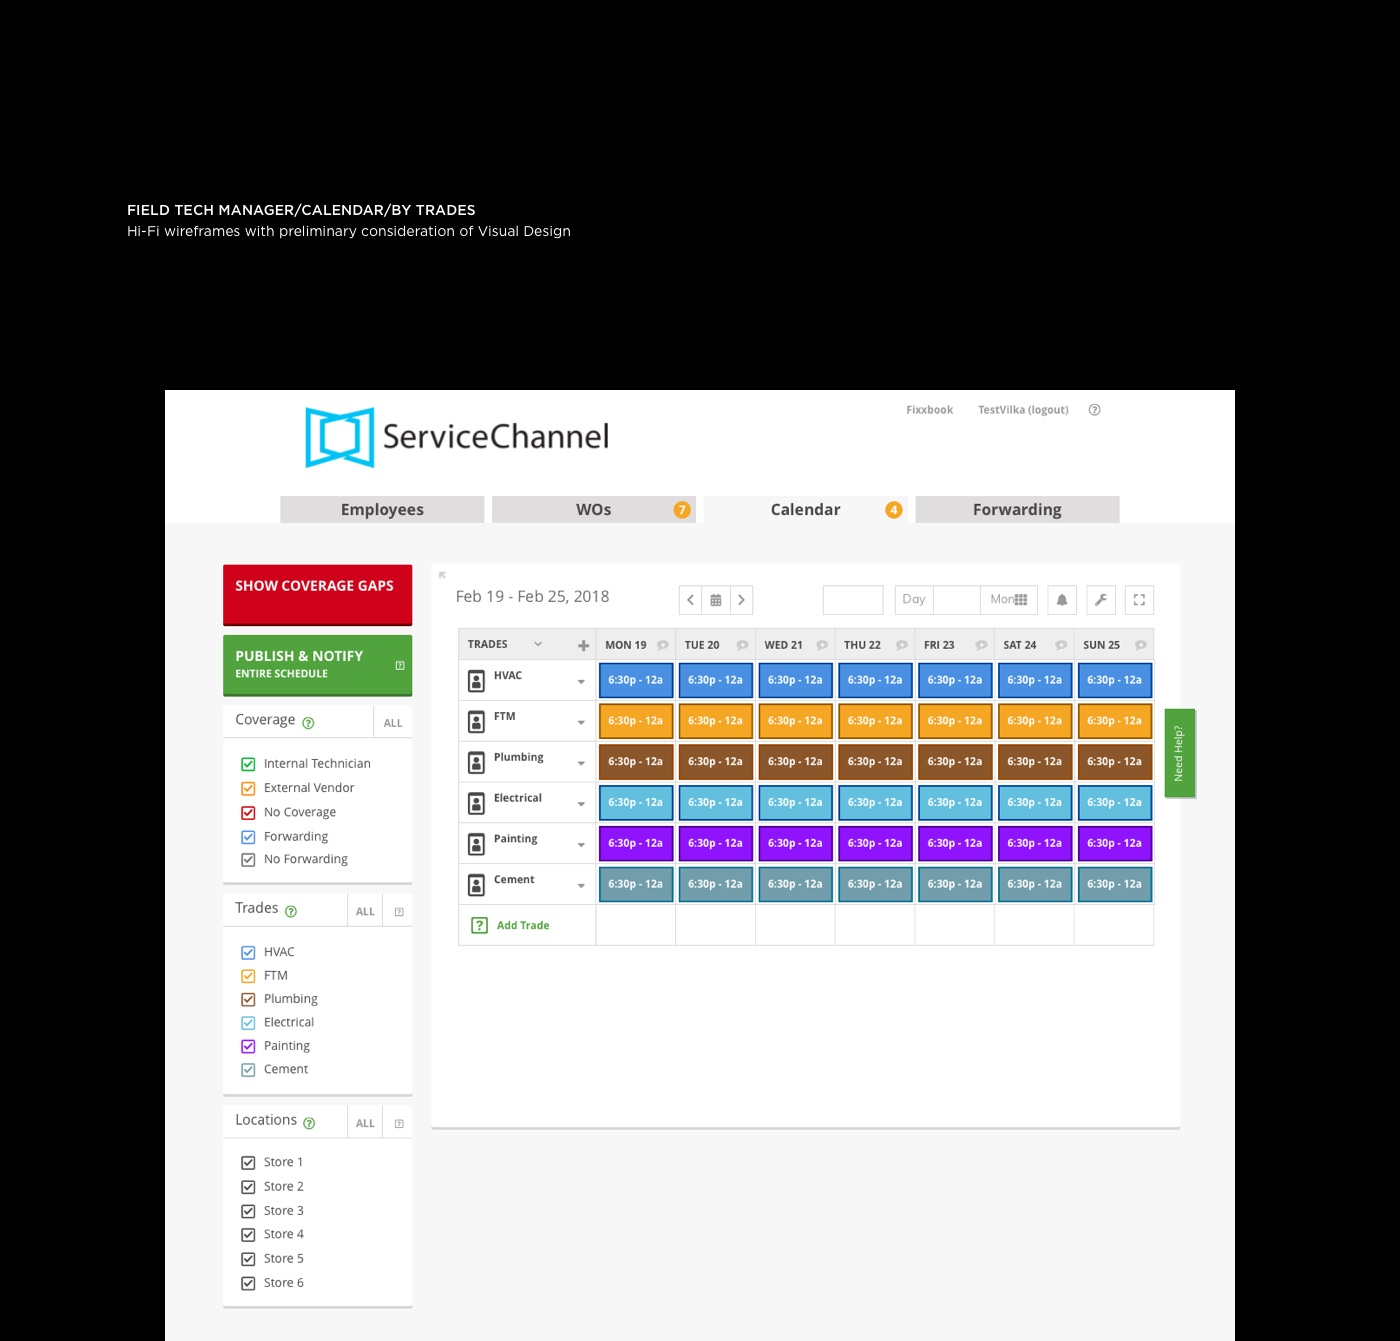 FIELD TECH MANAGER/CALENDAR/BY TRADES
Hi-Fi wireframes with preliminary consideration of Visual Design
Fixxbook TestVilka (logout) ?
ServiceChannel
Employees WOs 7 Calendar 4 Forwarding
SHOW COVERAGE GAPS
PUBLISH & NOTIFY ?
ENTIRE SCHEDULE
Coverage ? ALL
Internal Technician
External Vendor
No Coverage
Forwarding
No Forwarding
Trades ? ALL ?
HVAC
FTM
Plumbing
Electrical
Painting
Cement
Locations ? ALL ?
Store 1
Store 2
Store 3
Store 4
Store 5
Store 6
Feb 19 - Feb 25, 2018 Day Mon
TRADES MON 19 TUE 20 WED 21 THU 22 FRI 23 SAT 24 SUN 25
HVAC 6:30p - 12a 6:30p - 12a 6:30p - 12a 6:30p - 12a 6:30p - 12a 6:30p - 12a 6:30p - 12a
FTM 6:30p - 12a 6:30p - 12a 6:30p - 12a 6:30p - 12a 6:30p - 12a 6:30p - 12a 6:30p - 12a
Plumbing 6:30p - 12a 6:30p - 12a 6:30p - 12a 6:30p - 12a 6:30p - 12a 6:30p - 12a 6:30p - 12a
Electrical 6:30p - 12a 6:30p - 12a 6:30p - 12a 6:30p - 12a 6:30p - 12a 6:30p - 12a 6:30p - 12a
Painting 6:30p - 12a 6:30p - 12a 6:30p - 12a 6:30p - 12a 6:30p - 12a 6:30p - 12a 6:30p - 12a
Cement 6:30p - 12a 6:30p - 12a 6:30p - 12a 6:30p - 12a 6:30p - 12a 6:30p - 12a 6:30p - 12a
? Add Trade
Need Help?